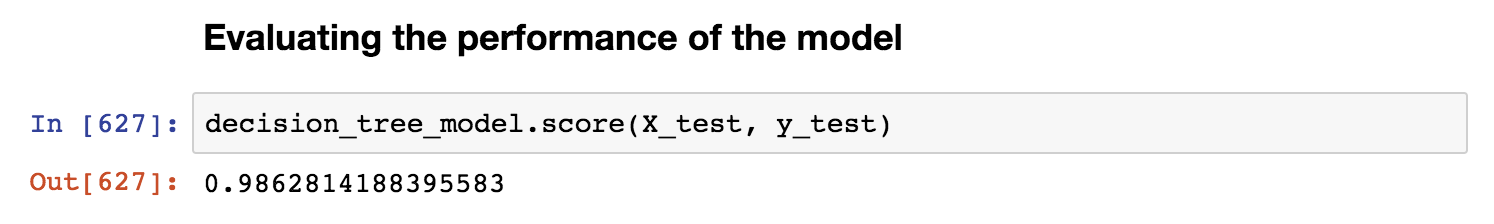 Evaluating the performance of the model
In [627]: decision_tree_model.score(X_test, y_test)
Out[627]: 0.9862814188395583